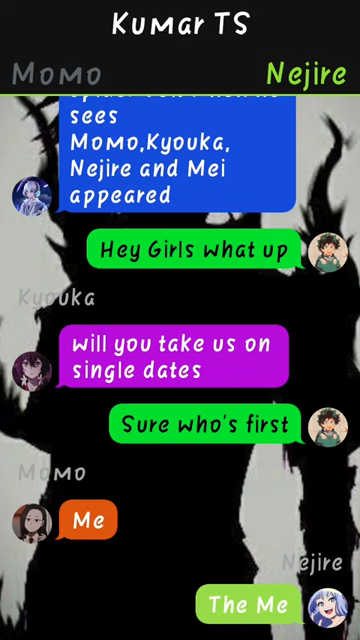 Kumar TS
Momo
Nejire
sees
Momo,Kyouka,
Nejire and Mei
appeared
Hey Girls what up
Kyouka
will you take us on
single dates
Sure who's first
Momo
Me
Nejire
The Me